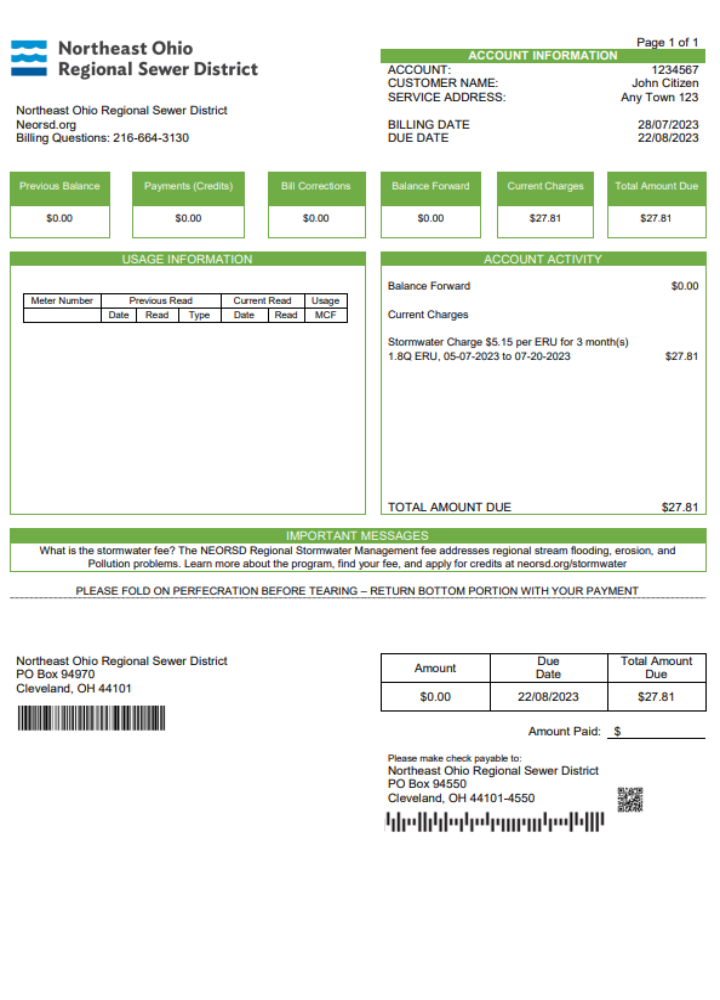 Northeast Ohio
Regional Sewer District
Page 1 of 1
ACCOUNT INFORMATION
ACCOUNT: 1234567
CUSTOMER NAME: John Citizen
SERVICE ADDRESS: Any Town 123
Northeast Ohio Regional Sewer District
Neorsd.org
Billing Questions: 216-664-3130
BILLING DATE 28/07/2023
DUE DATE 22/08/2023
Previous Balance Payments (Credits) Bill Corrections Balance Forward Current Charges Total Amount Due
$0.00 $0.00 $0.00 $0.00 $27.81 $27.81
USAGE INFORMATION
Meter Number Previous Read Current Read Usage
Date Read Type Date Read MCF
ACCOUNT ACTIVITY
Balance Forward $0.00
Current Charges
Stormwater Charge $5.15 per ERU for 3 month(s)
1.8Q ERU, 05-07-2023 to 07-20-2023 $27.81
TOTAL AMOUNT DUE $27.81
IMPORTANT MESSAGES
What is the stormwater fee? The NEORSD Regional Stormwater Management fee addresses regional stream flooding, erosion, and
Pollution problems. Learn more about the program, find your fee, and apply for credits at neorsd.org/stormwater
PLEASE FOLD ON PERFECRATION BEFORE TEARING – RETURN BOTTOM PORTION WITH YOUR PAYMENT
Northeast Ohio Regional Sewer District
PO Box 94970
Cleveland, OH 44101
Amount Due Date Total Amount Due
$0.00 22/08/2023 $27.81
Amount Paid: $
Please make check payable to:
Northeast Ohio Regional Sewer District
PO Box 94550
Cleveland, OH 44101-4550